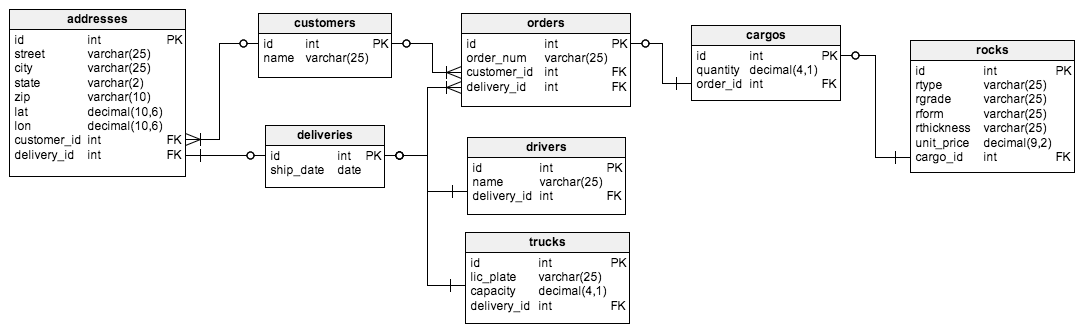 addresses
id int PK
street varchar(25)
city varchar(25)
state varchar(2)
zip varchar(10)
lat decimal(10,6)
lon decimal(10,6)
customer_id int FK
delivery_id int FK
customers
id int PK
name varchar(25)
deliveries
id int PK
ship_date date
orders
id int PK
order_num varchar(25)
customer_id int FK
delivery_id int FK
drivers
id int PK
name varchar(25)
delivery_id int FK
trucks
id int PK
lic_plate varchar(25)
capacity decimal(4,1)
delivery_id int FK
cargos
id int PK
quantity decimal(4,1)
order_id int FK
rocks
id int PK
rtype varchar(25)
rgrade varchar(25)
rform varchar(25)
rthickness varchar(25)
unit_price decimal(9,2)
cargo_id int FK